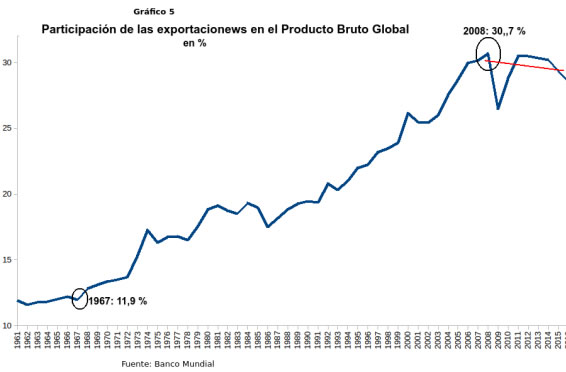 Gráfico 5
Participación de las exportacionews en el Producto Bruto Global
en %
2008: 30,,7 %
30
25
20
15
10
1967: 11,9 %
1961 1962 1963 1964 1965 1966 1967 1968 1969 1970 1971 1972 1973 1974 1975 1976 1977 1978 1979 1980 1981 1982 1983 1984 1985 1986 1987 1988 1989 1990 1991 1992 1993 1994 1995 1996 1997 1998 1999 2000 2001 2002 2003 2004 2005 2006 2007 2008 2009 2010 2011 2012 2013 2014 2015
Fuente: Banco Mundial